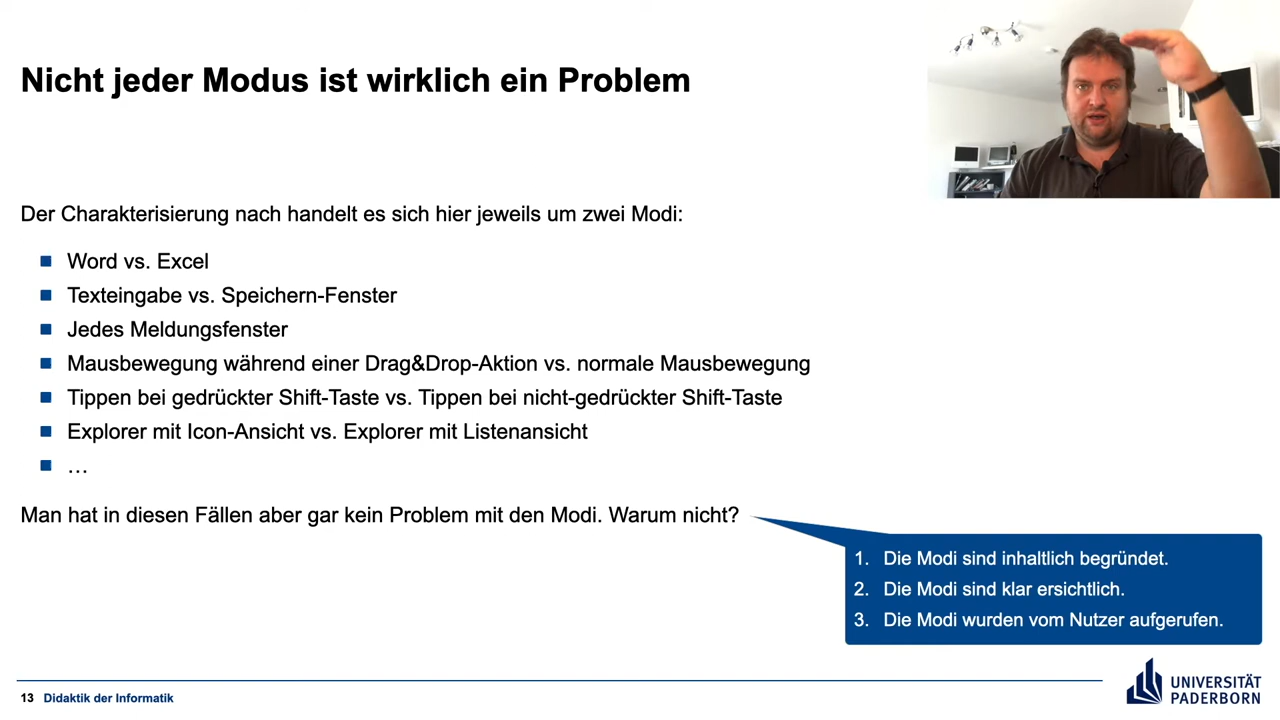 Nicht jeder Modus ist wirklich ein Problem
Der Charakterisierung nach handelt es sich hier jeweils um zwei Modi:
Word vs. Excel
Texteingabe vs. Speichern-Fenster
Jedes Meldungsfenster
Mausbewegung während einer Drag&Drop-Aktion vs. normale Mausbewegung
Tippen bei gedrückter Shift-Taste vs. Tippen bei nicht-gedrückter Shift-Taste
Explorer mit Icon-Ansicht vs. Explorer mit Listenansicht
…
Man hat in diesen Fällen aber gar kein Problem mit den Modi. Warum nicht?
1. Die Modi sind inhaltlich begründet.
2. Die Modi sind klar ersichtlich.
3. Die Modi wurden vom Nutzer aufgerufen.
13 Didaktik der Informatik
UNIVERSITÄT
PADERBORN